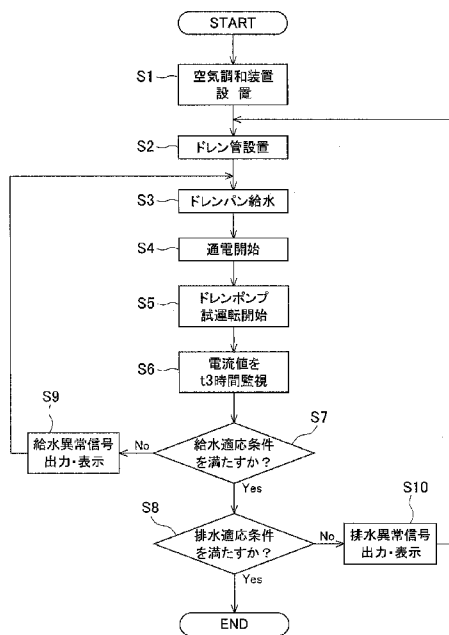 START
S1
空気調和装置
設 置
S2
ドレン管設置
S3
ドレンパン給水
S4
通電開始
S5
ドレンポンプ
試運転開始
S6
電流値を
t3時間監視
S9
給水異常信号
出力・表示
No
S7
給水適応条件
を満たすか?
Yes
S8
排水適応条件
を満たすか?
No
S10
排水異常信号
出力・表示
Yes
END